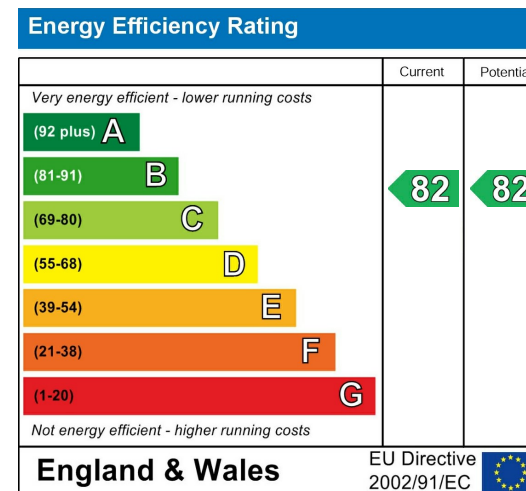 Energy Efficiency Rating
Current Potentia
Very energy efficient - lower running costs
(92 plus) A
(81-91) B
82 82
(69-80) C
(55-68) D
(39-54) E
(21-38) F
(1-20) G
Not energy efficient - higher running costs
England & Wales
EU Directive
2002/91/EC